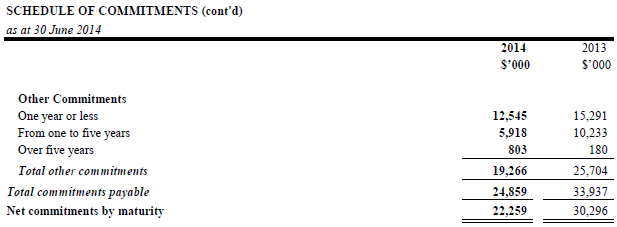 SCHEDULE OF COMMITMENTS (cont'd)
as at 30 June 2014
2014 2013
$'000 $'000
Other Commitments
One year or less 12,545 15,291
From one to five years 5,918 10,233
Over five years 803 180
Total other commitments 19,266 25,704
Total commitments payable 24,859 33,937
Net commitments by maturity 22,259 30,296